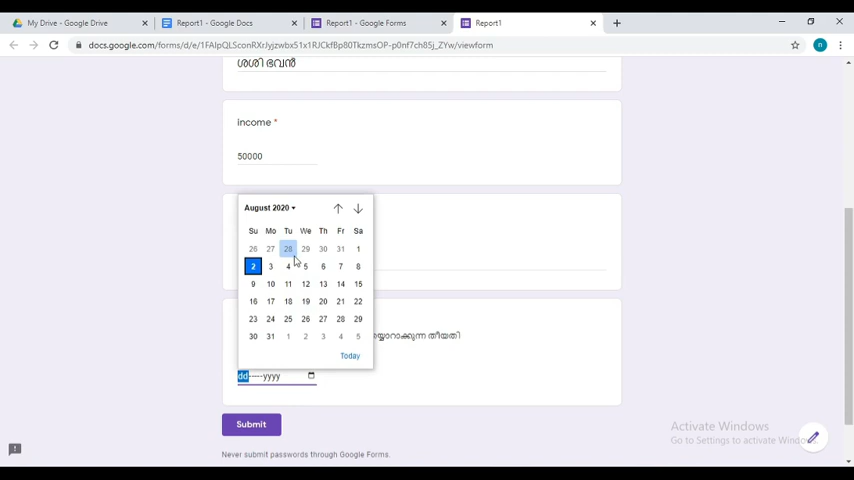 My Drive - Google Drive
Report1 - Google Docs
Report1 - Google Forms
Report1
docs.google.com/forms/d/e/1FAIpQLSconRXrJyjzwbx51x1RJCkfBp80TkzmsOP-p0nf7ch85j_ZYw/viewform
n
ശശി ഭവൻ
income *
50000
August 2020
Su Mo Tu We Th Fr Sa
26 27 28 29 30 31 1
2 3 4 5 6 7 8
9 10 11 12 13 14 15
16 17 18 19 20 21 22
23 24 25 26 27 28 29
30 31 1 2 3 4 5
തീയതി
Today
dd-----yyyy
Submit
Activate Windows
Go to Settings to activate Windows
Never submit passwords through Google Forms.